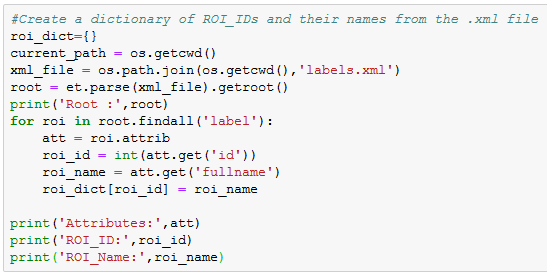 #Create a dictionary of ROI_IDs and their names from the .xml file
roi_dict={}
current_path = os.getcwd()
xml_file = os.path.join(os.getcwd(),'labels.xml')
root = et.parse(xml_file).getroot()
print('Root :',root)
for roi in root.findall('label'):
    att = roi.attrib
    roi_id = int(att.get('id'))
    roi_name = att.get('fullname')
    roi_dict[roi_id] = roi_name

print('Attributes:',att)
print('ROI_ID:',roi_id)
print('ROI_Name:',roi_name)